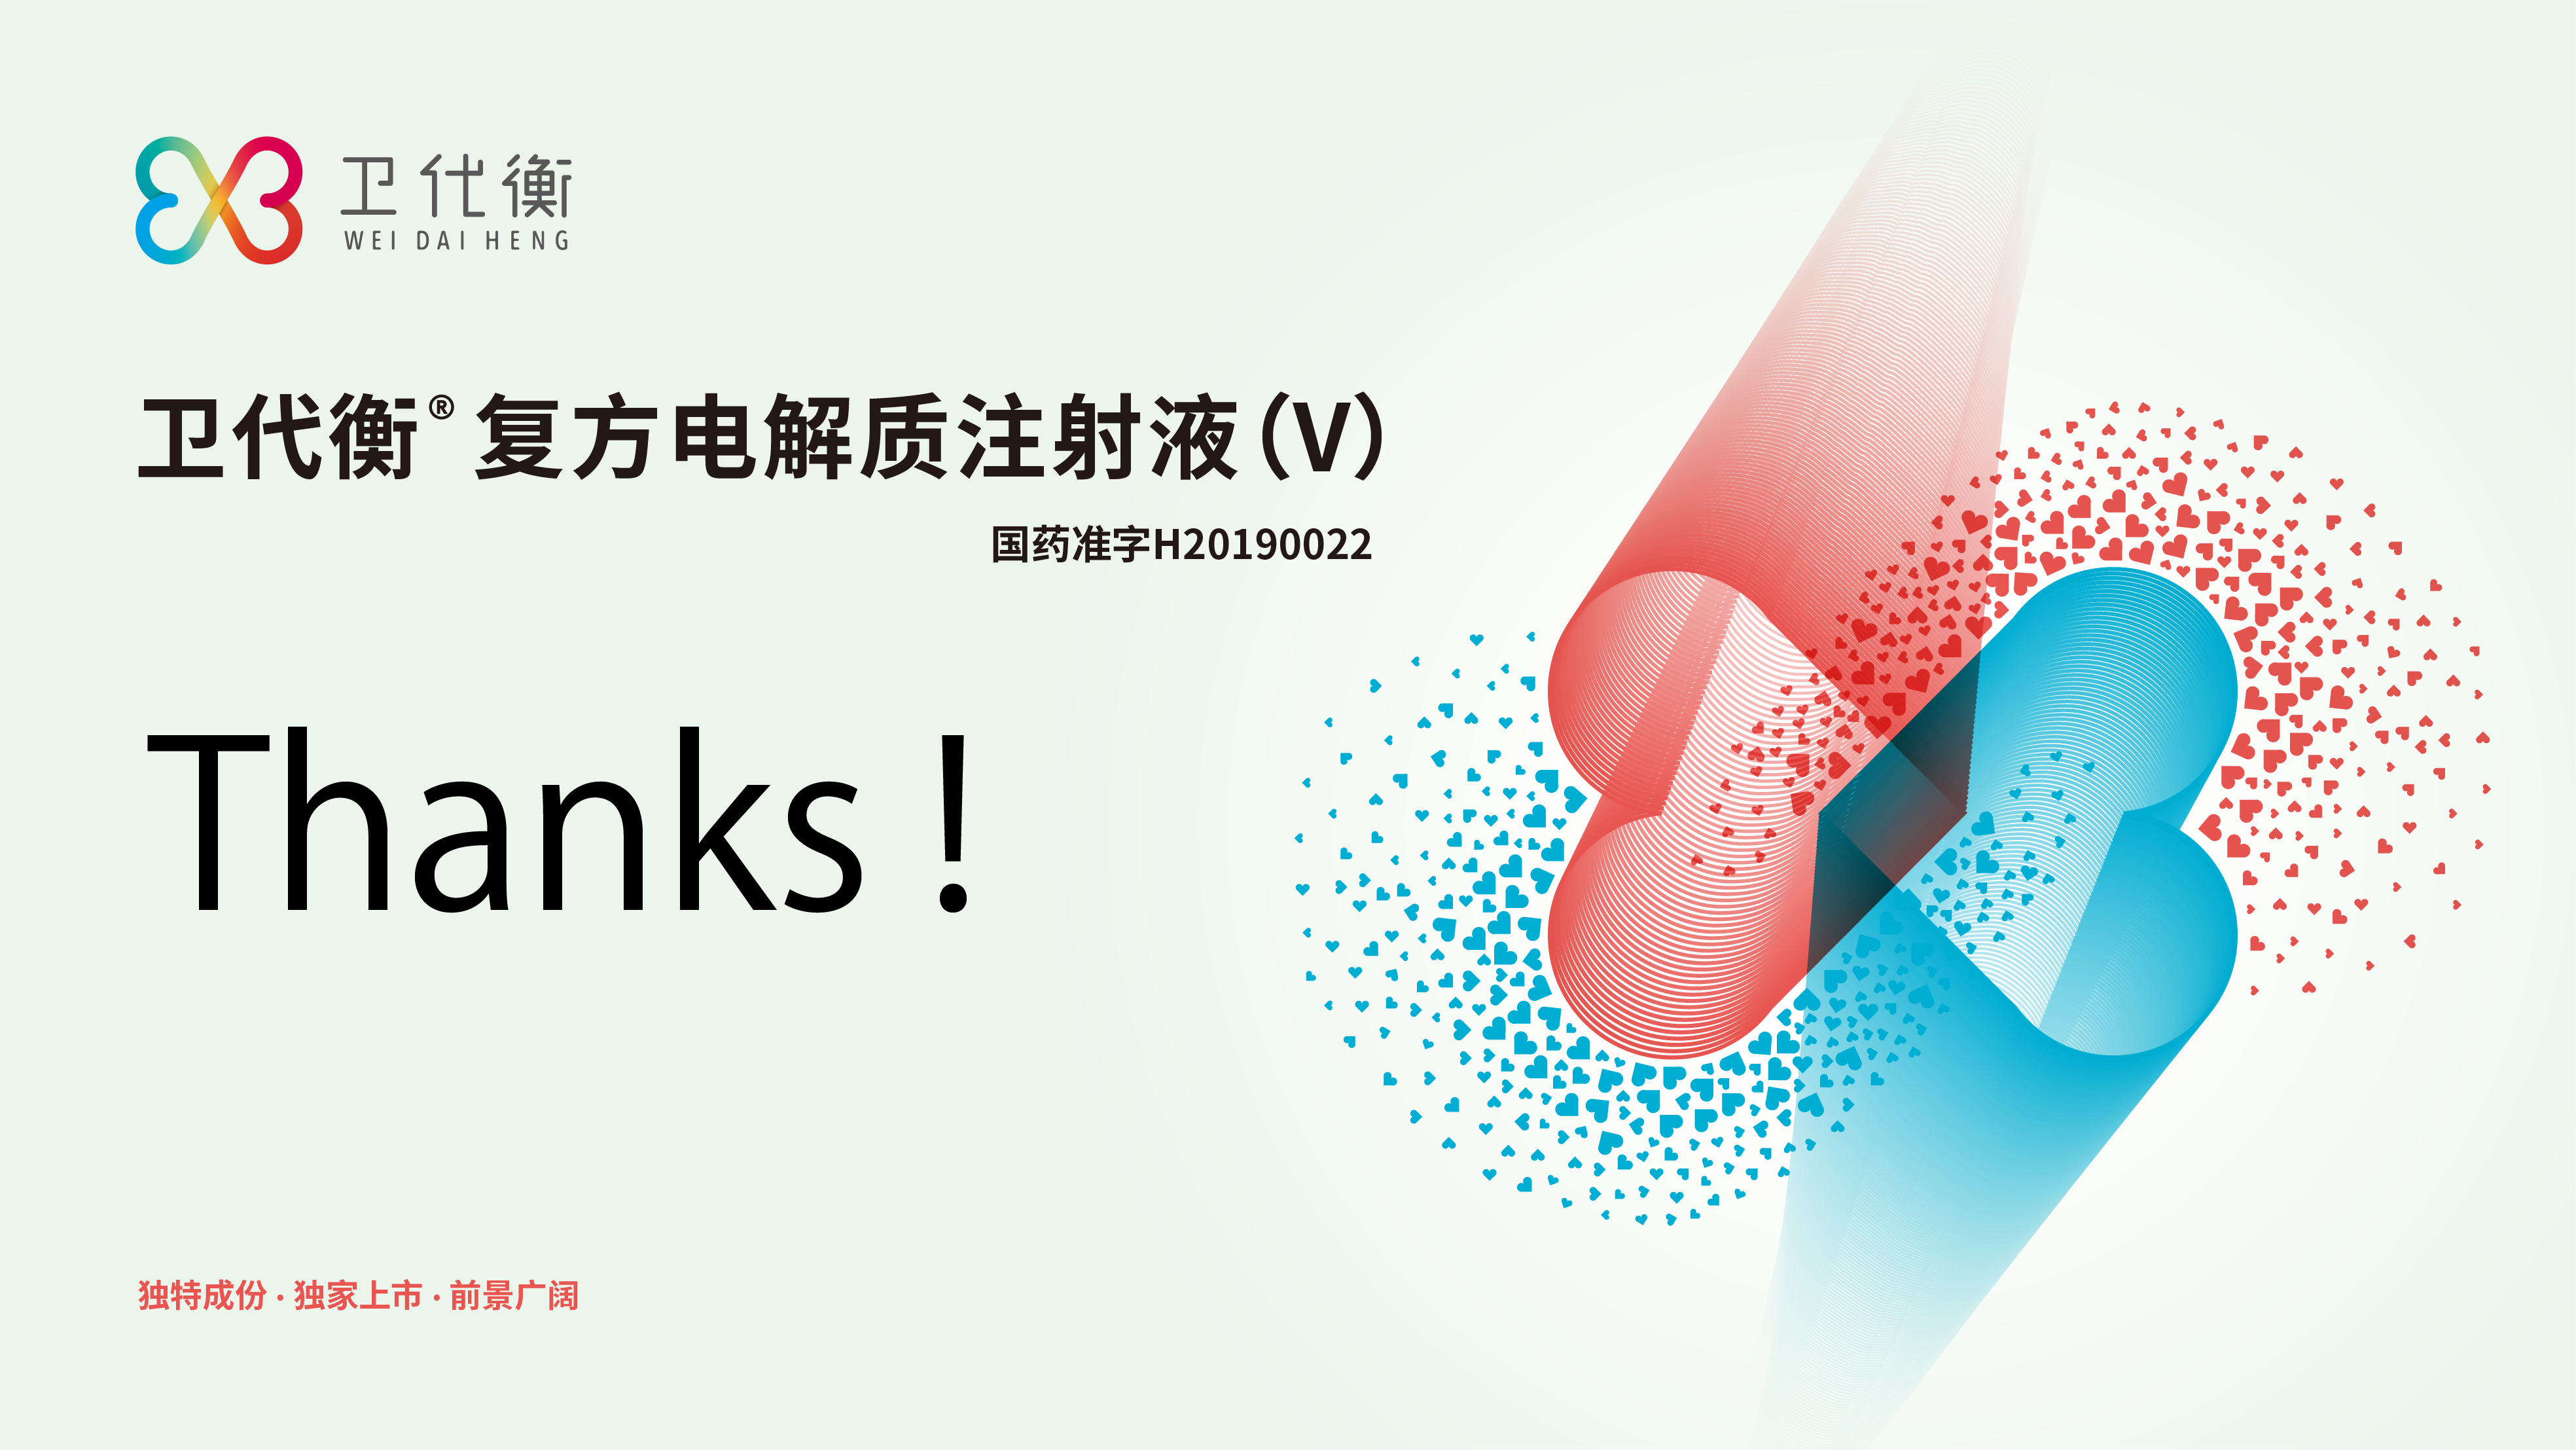 卫代衡
WEI DAI HENG
卫代衡®复方电解质注射液(V)
国药准字H20190022
Thanks！
独特成份·独家上市·前景广阔